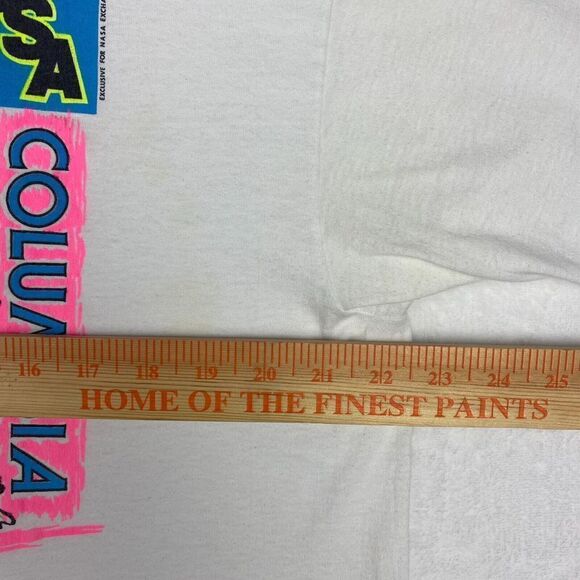 SA
EXCLUSIVE FOR NASA EXCHA
COLUM
IA
16 17 18 19 20 21 22 23 24 25
HOME OF THE FINEST PAINTS